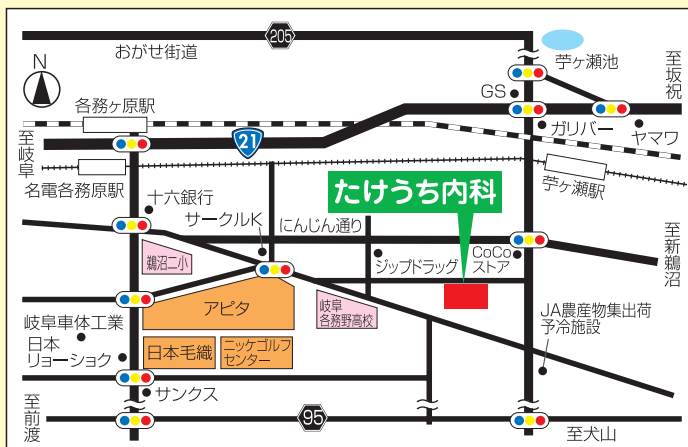 205
おがせ街道
苧ヶ瀬池
至坂祝
N
GS
各務ヶ原駅
ガリバー
ヤマワ
至岐阜
21
名電各務原駅
苧ヶ瀬駅
たけうち内科
十六銀行
サークルK
にんじん通り
至新鵜沼
鵜沼二小
ジップドラッグ
CoCo
ストア
アピタ
岐阜
各務野高校
JA農産物集出荷
予冷施設
岐阜車体工業
日本
リョーショク
日本毛織
ニッケゴルフ
センター
サンクス
至前渡
95
至犬山